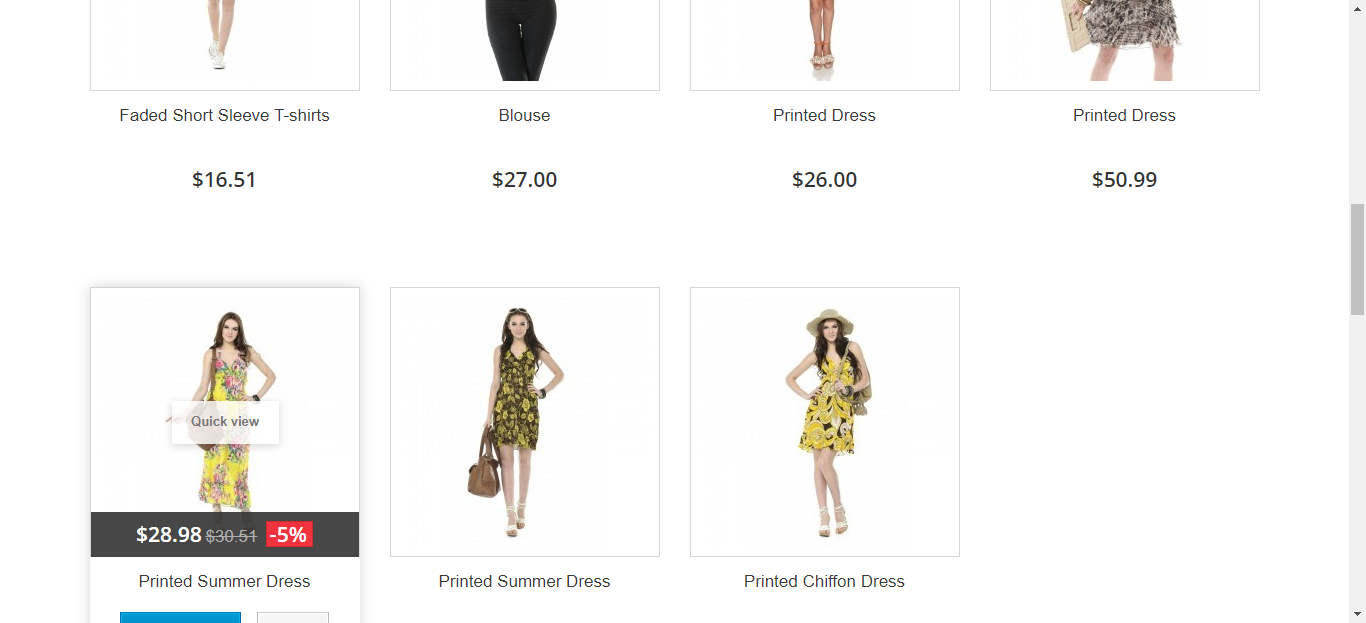 Faded Short Sleeve T-shirts
Blouse
Printed Dress
Printed Dress
$16.51
$27.00
$26.00
$50.99
Quick view
$28.98 $30.51 -5%
Printed Summer Dress
Printed Summer Dress
Printed Chiffon Dress